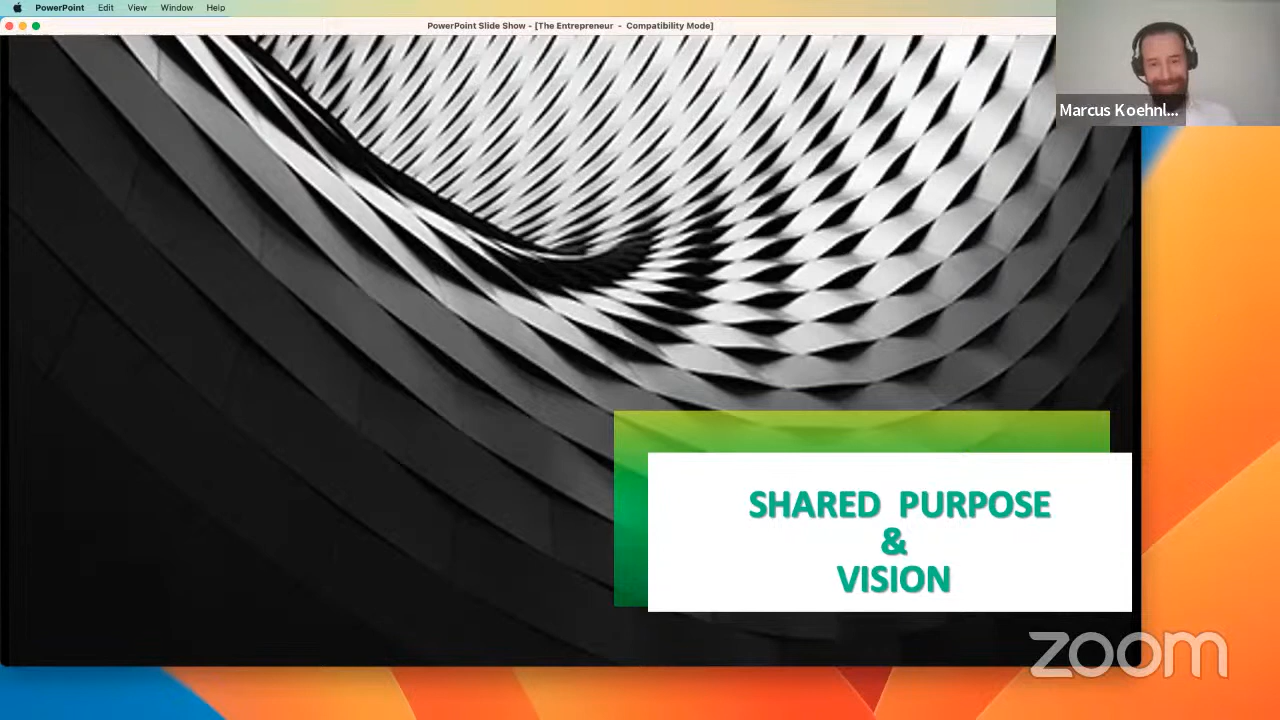 PowerPoint Edit View Window Help
PowerPoint Slide Show - [The Entrepreneur - Compatibility Mode]
Marcus Koehnl...
SHARED PURPOSE
&
VISION
zoom